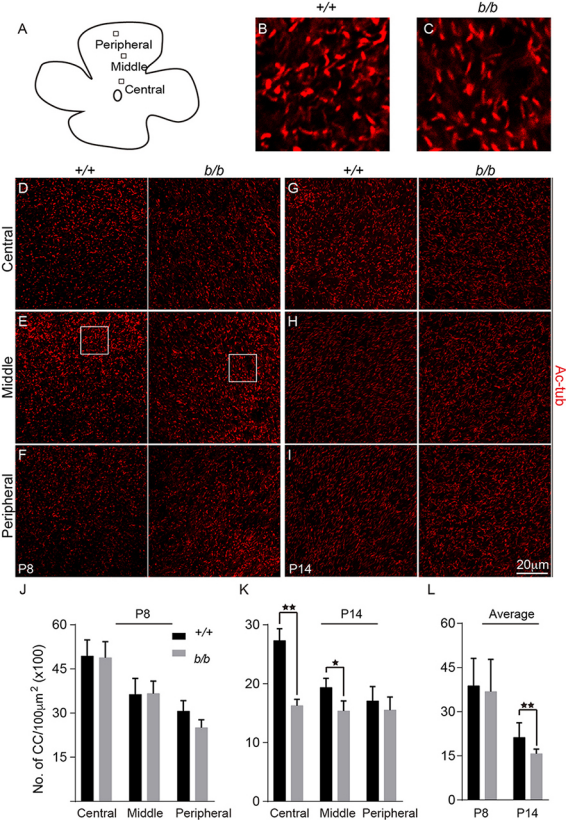 A
Peripheral
Middle
Central
B
+/+
C
b/b
+/+
b/b
+/+
b/b
D
G
Central
E
H
Middle
Ac-tub
F
I
Peripheral
P8
P14
20μm
J
P8
+/+
b/b
No. of CC/100μm² (x100)
60
45
30
15
Central Middle Peripheral
K
P14
30
20
10
0
**
*
Central Middle Peripheral
L
Average
60
45
30
15
0
**
P8 P14